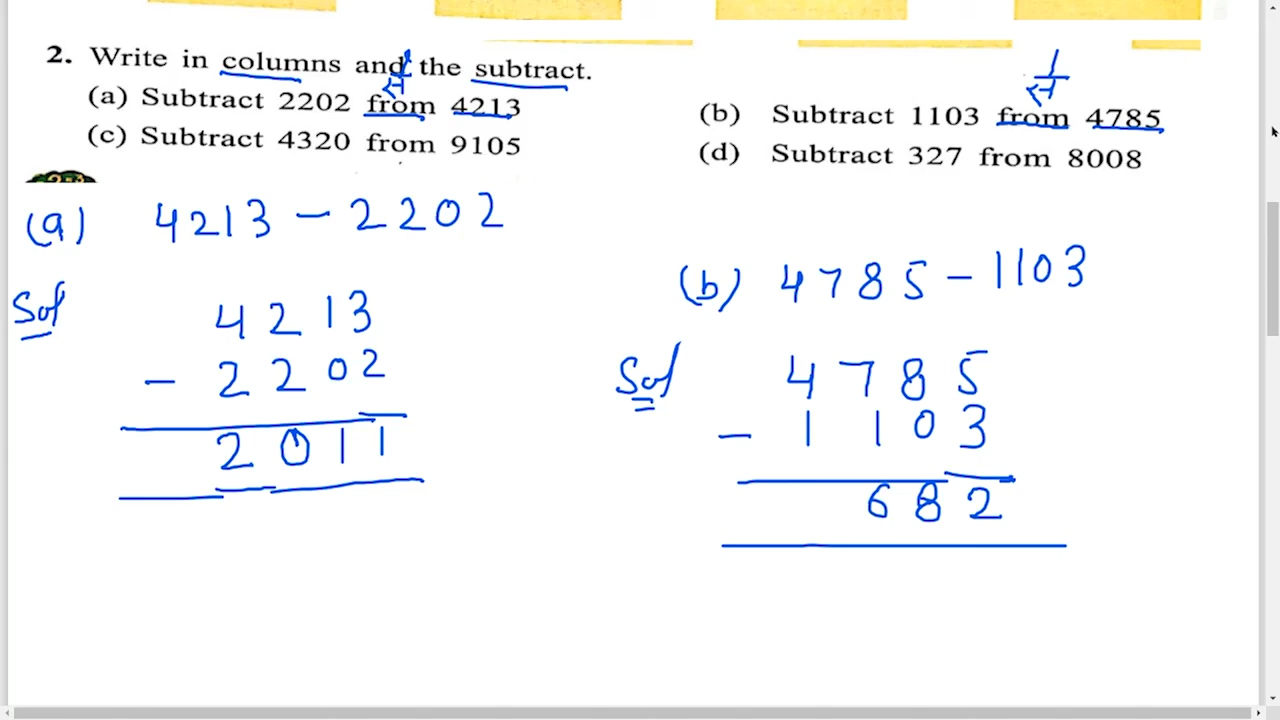 2. Write in columns and the subtract.
(a) Subtract 2202 from 4213
(b) Subtract 1103 from 4785
(c) Subtract 4320 from 9105
(d) Subtract 327 from 8008
(a) 4213 - 2202
Sol
4213
- 2202
2011
(b) 4785 - 1103
Sol
4785
- 1103
682